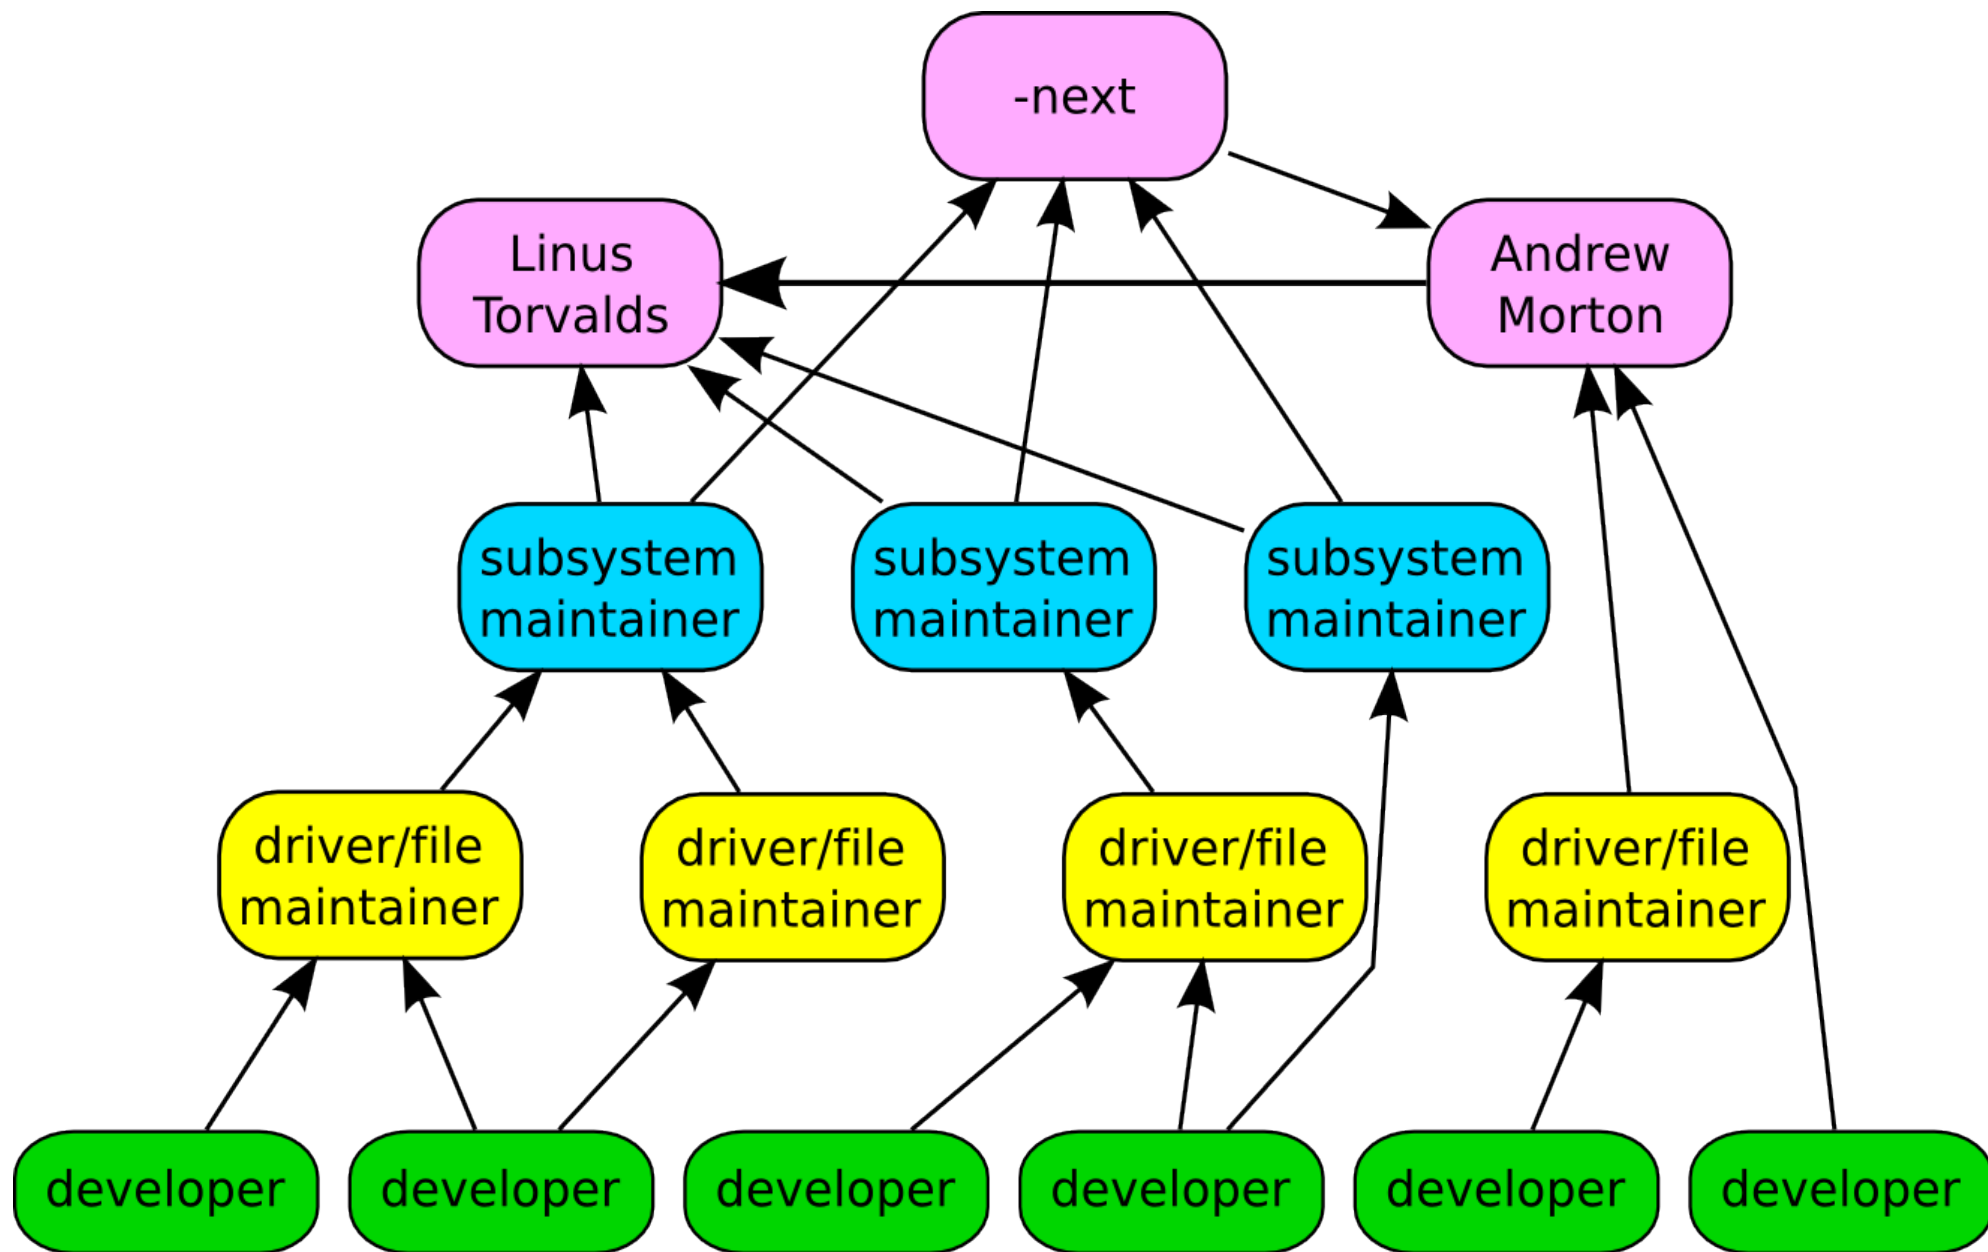 -next
Linus
Torvalds
Andrew
Morton
subsystem
maintainer
subsystem
maintainer
subsystem
maintainer
driver/file
maintainer
driver/file
maintainer
driver/file
maintainer
driver/file
maintainer
developer
developer
developer
developer
developer
developer